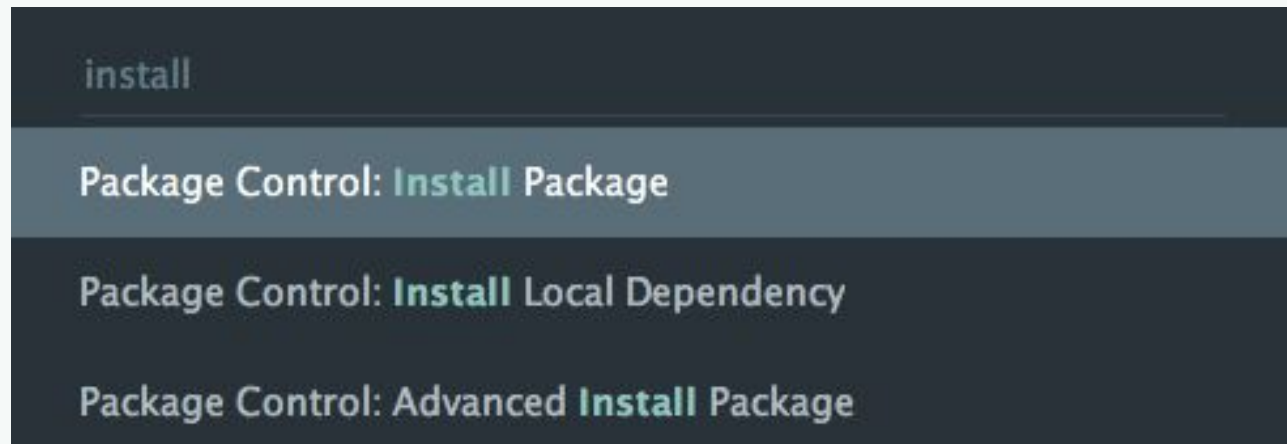 install
Package Control: Install Package
Package Control: Install Local Dependency
Package Control: Advanced Install Package